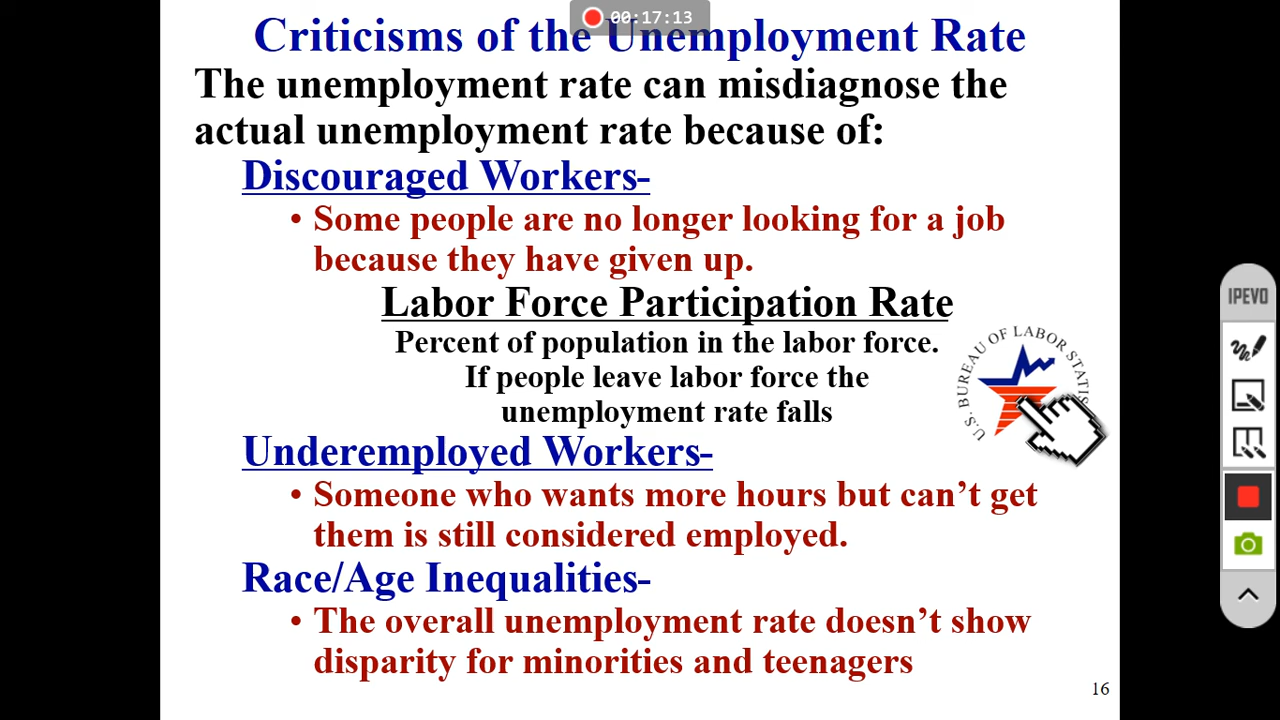 00:17:13
Criticisms of the Unemployment Rate
The unemployment rate can misdiagnose the
actual unemployment rate because of:
Discouraged Workers-
• Some people are no longer looking for a job
because they have given up.
Labor Force Participation Rate
Percent of population in the labor force.
If people leave labor force the
unemployment rate falls
U.S. BUREAU OF LABOR STATIS
Underemployed Workers-
• Someone who wants more hours but can’t get
them is still considered employed.
Race/Age Inequalities-
• The overall unemployment rate doesn’t show
disparity for minorities and teenagers
16
IPEVO